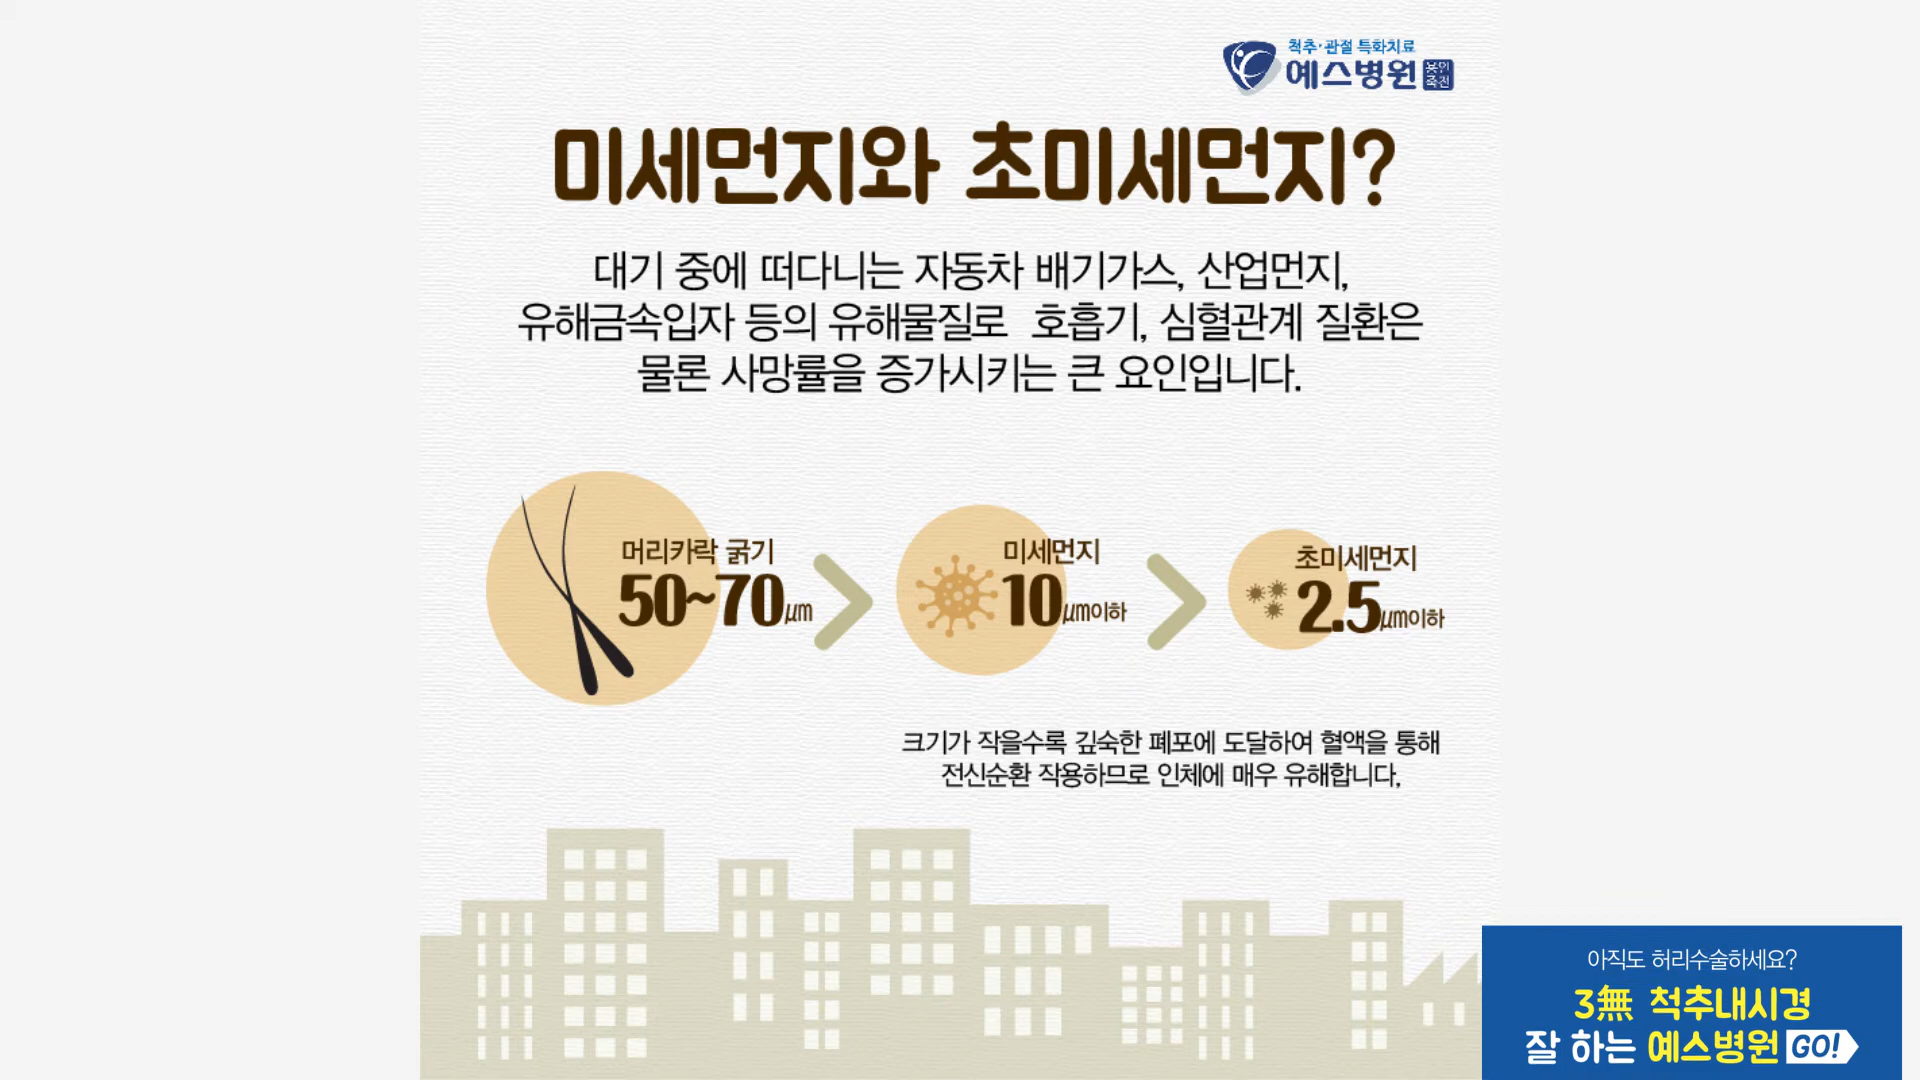 척추·관절 특화치료
예스병원 용인죽전
미세먼지와 초미세먼지?
대기 중에 떠다니는 자동차 배기가스, 산업먼지,
유해금속입자 등의 유해물질로 호흡기, 심혈관계 질환은
물론 사망률을 증가시키는 큰 요인입니다.
머리카락 굵기
50~70㎛
미세먼지
10㎛이하
초미세먼지
2.5㎛이하
크기가 작을수록 깊숙한 폐포에 도달하여 혈액을 통해
전신순환 작용하므로 인체에 매우 유해합니다.
아직도 허리수술하세요?
3無 척추내시경
잘 하는 예스병원 GO!